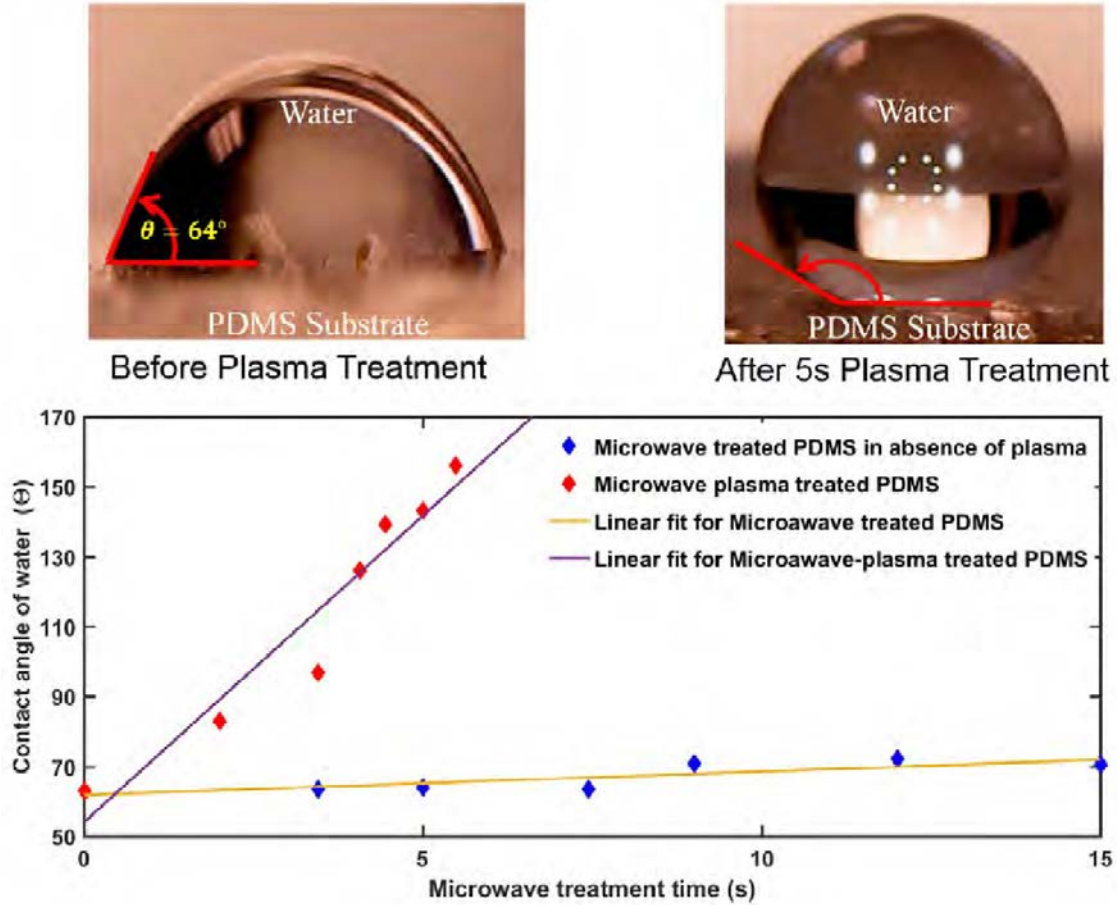 Water
θ = 64°
PDMS Substrate
Before Plasma Treatment
Water
PDMS Substrate
After 5s Plasma Treatment
170
150
130
110
90
70
50
0
5
10
15
Contact angle of water (Θ)
Microwave treatment time (s)
Microwave treated PDMS in absence of plasma
Microwave plasma treated PDMS
Linear fit for Microawave treated PDMS
Linear fit for Microawave-plasma treated PDMS